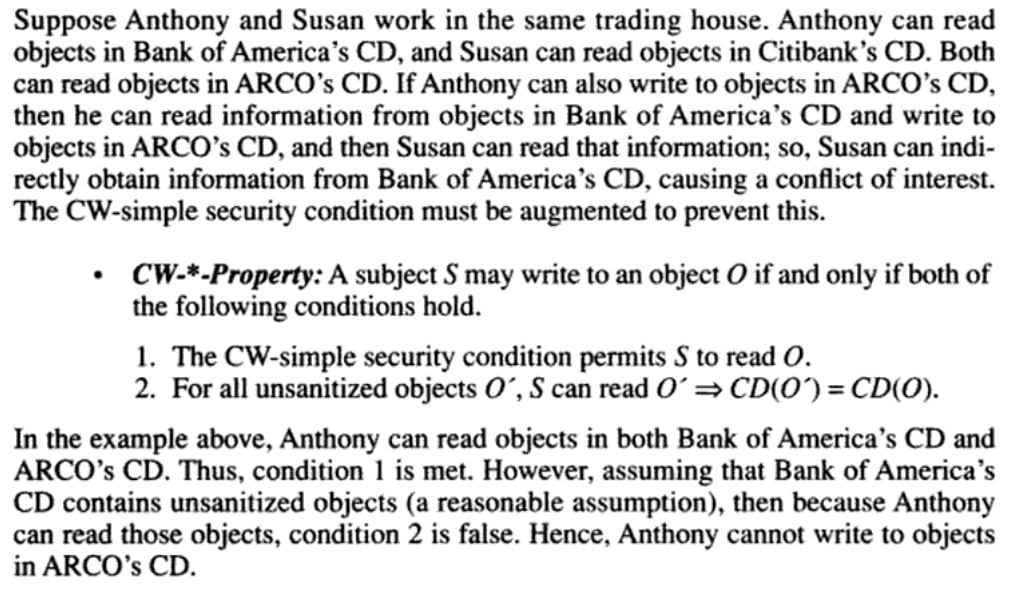 Suppose Anthony and Susan work in the same trading house. Anthony can read
objects in Bank of America's CD, and Susan can read objects in Citibank's CD. Both
can read objects in ARCO's CD. If Anthony can also write to objects in ARCO's CD,
then he can read information from objects in Bank of America's CD and write to
objects in ARCO's CD, and then Susan can read that information; so, Susan can indi-
rectly obtain information from Bank of America's CD, causing a conflict of interest.
The CW-simple security condition must be augmented to prevent this.
• CW-*-Property: A subject S may write to an object O if and only if both of
the following conditions hold.
1. The CW-simple security condition permits S to read O.
2. For all unsanitized objects O´, S can read O´ ⇒ CD(O´) = CD(O).
In the example above, Anthony can read objects in both Bank of America's CD and
ARCO's CD. Thus, condition 1 is met. However, assuming that Bank of America's
CD contains unsanitized objects (a reasonable assumption), then because Anthony
can read those objects, condition 2 is false. Hence, Anthony cannot write to objects
in ARCO's CD.